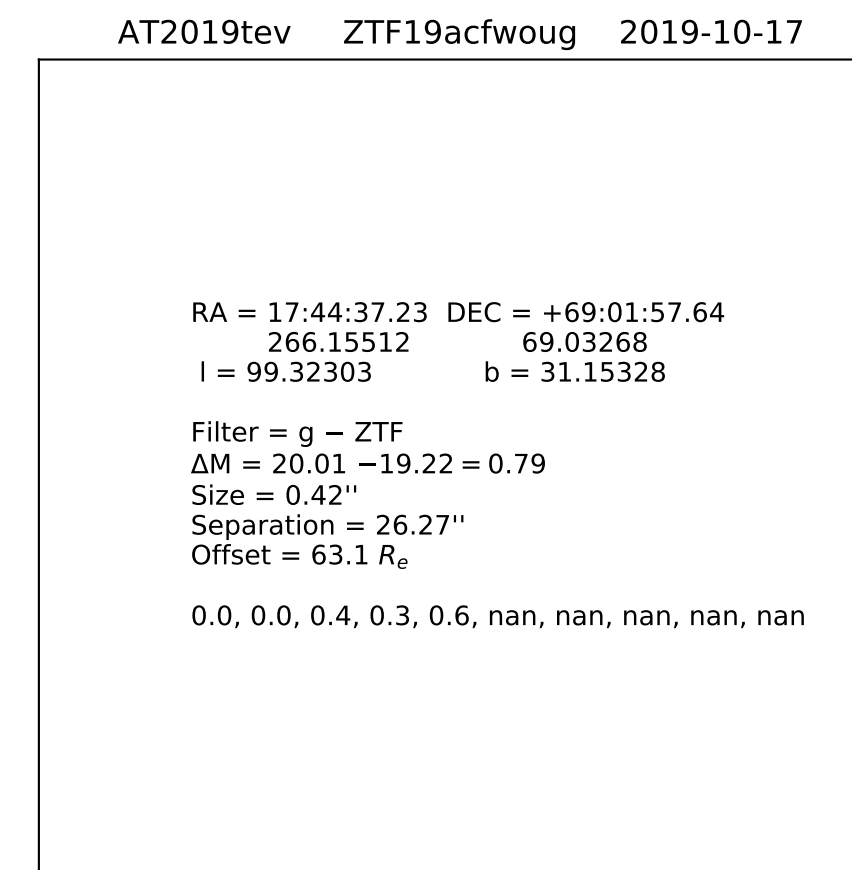 AT2019tev ZTF19acfwoug 2019-10-17
RA = 17:44:37.23 DEC = +69:01:57.64
266.15512 69.03268
l = 99.32303 b = 31.15328
Filter = g − ZTF
ΔM = 20.01 −19.22 = 0.79
Size = 0.42''
Separation = 26.27''
Offset = 63.1 Rₑ
0.0, 0.0, 0.4, 0.3, 0.6, nan, nan, nan, nan, nan